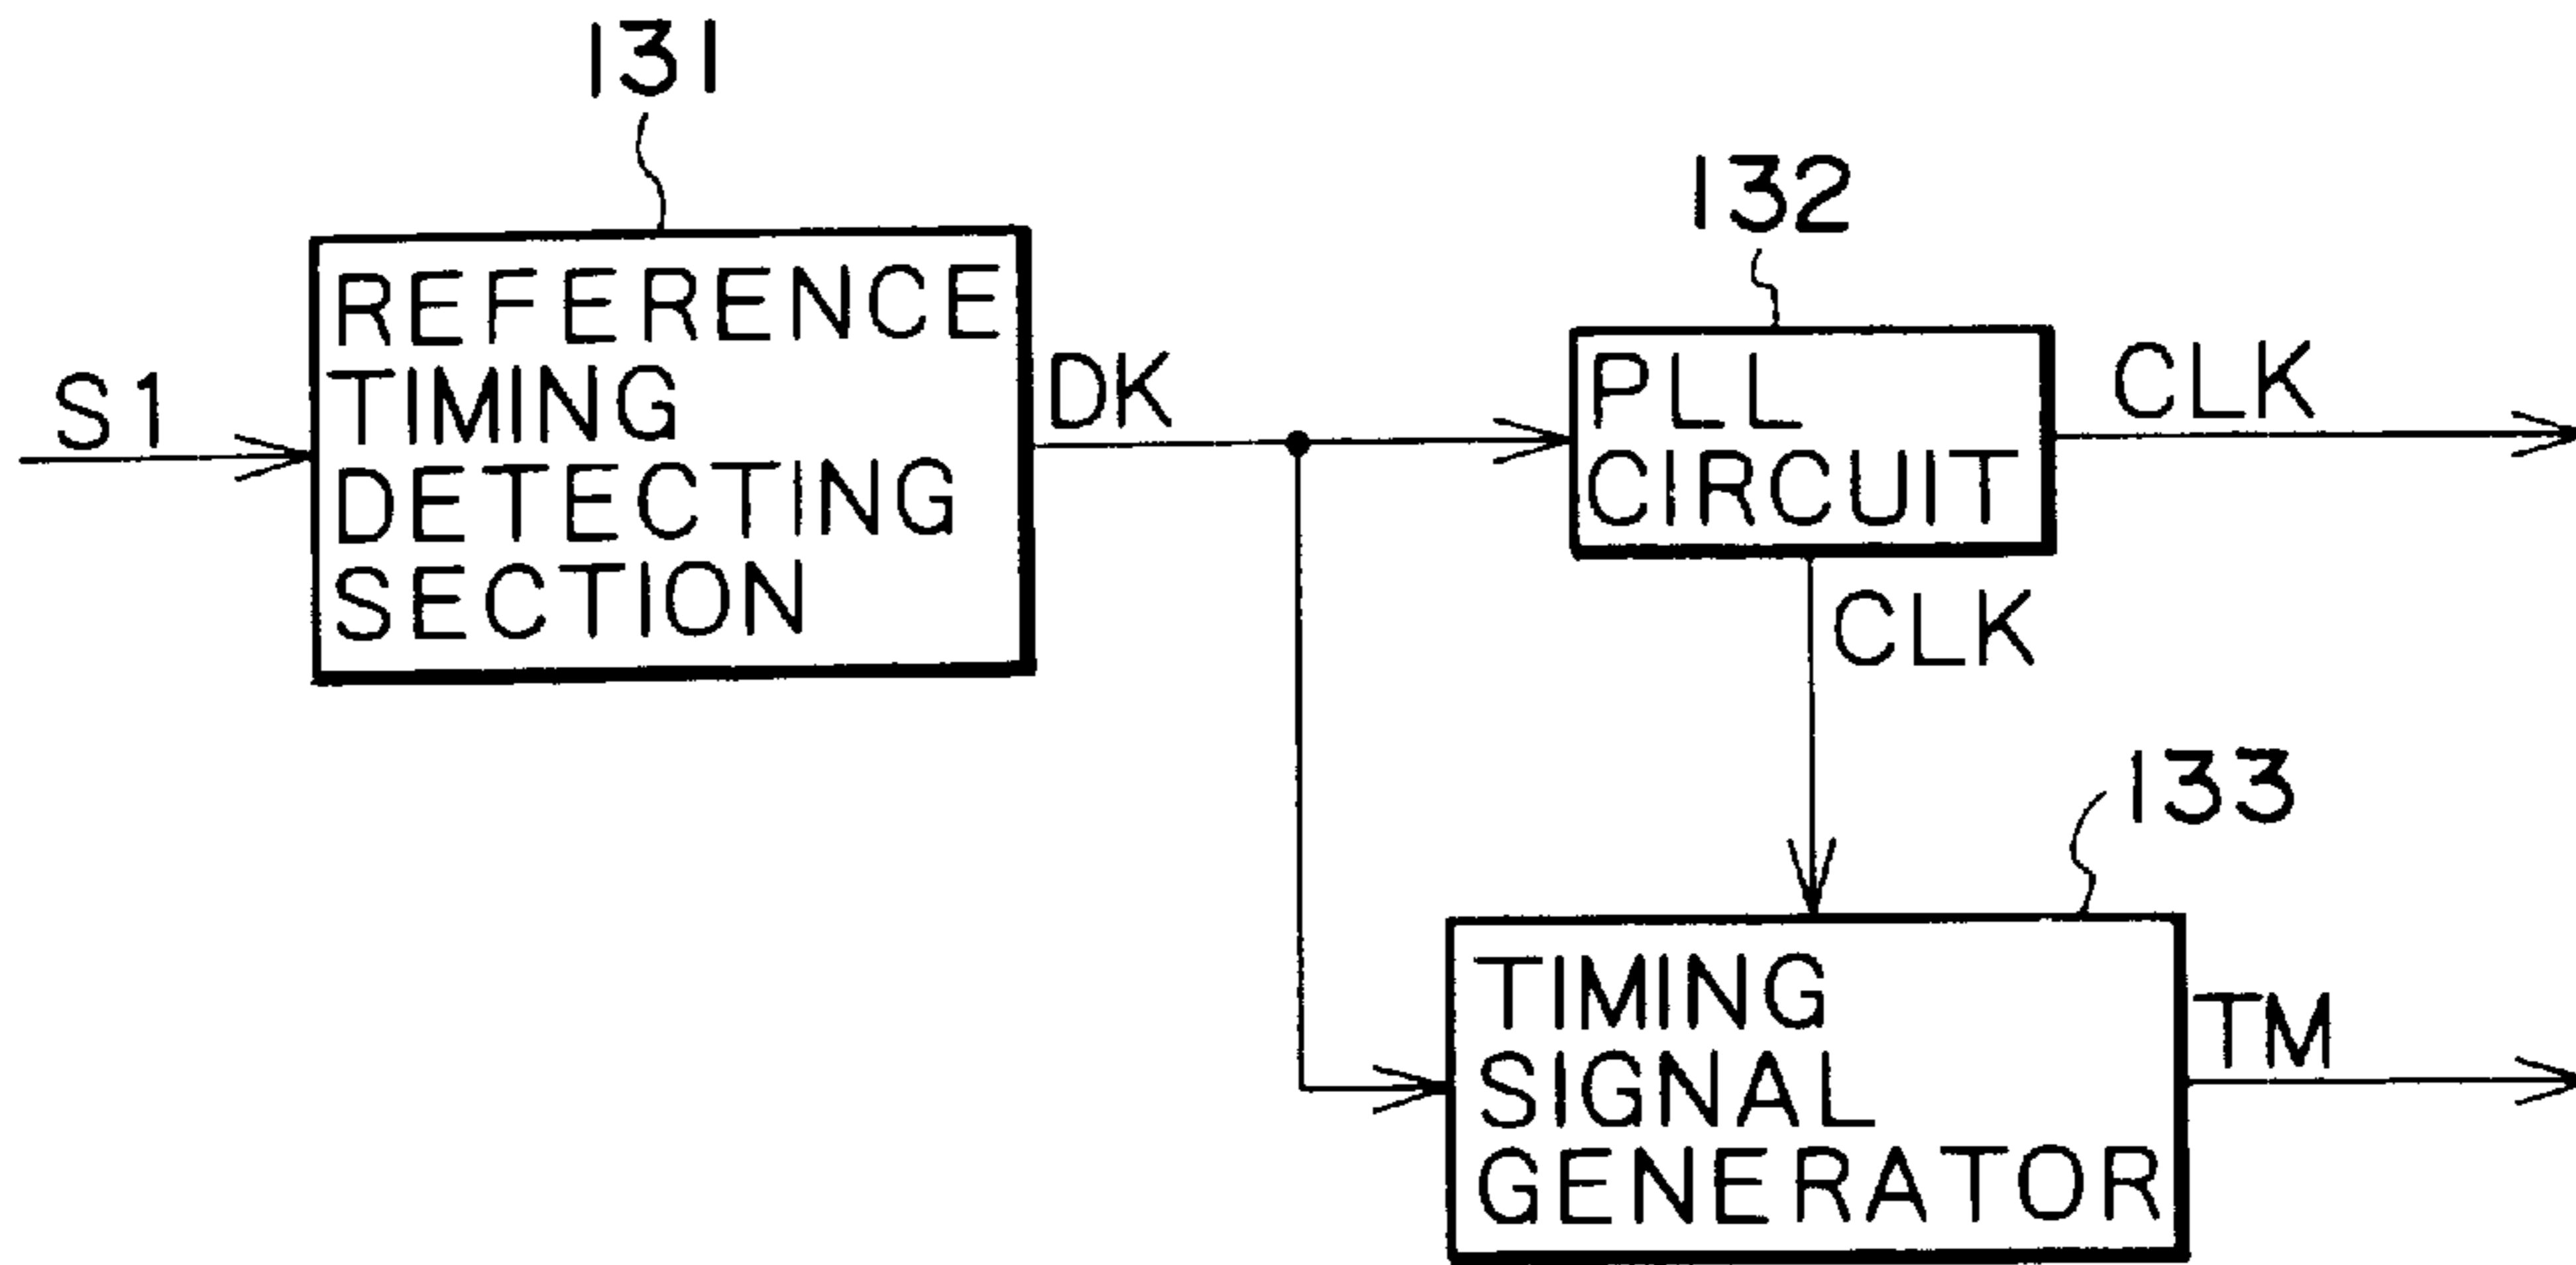 131
REFERENCE
TIMING
DETECTING
SECTION
S1
DK
132
PLL
CIRCUIT
CLK
CLK
133
TIMING
SIGNAL
GENERATOR
TM